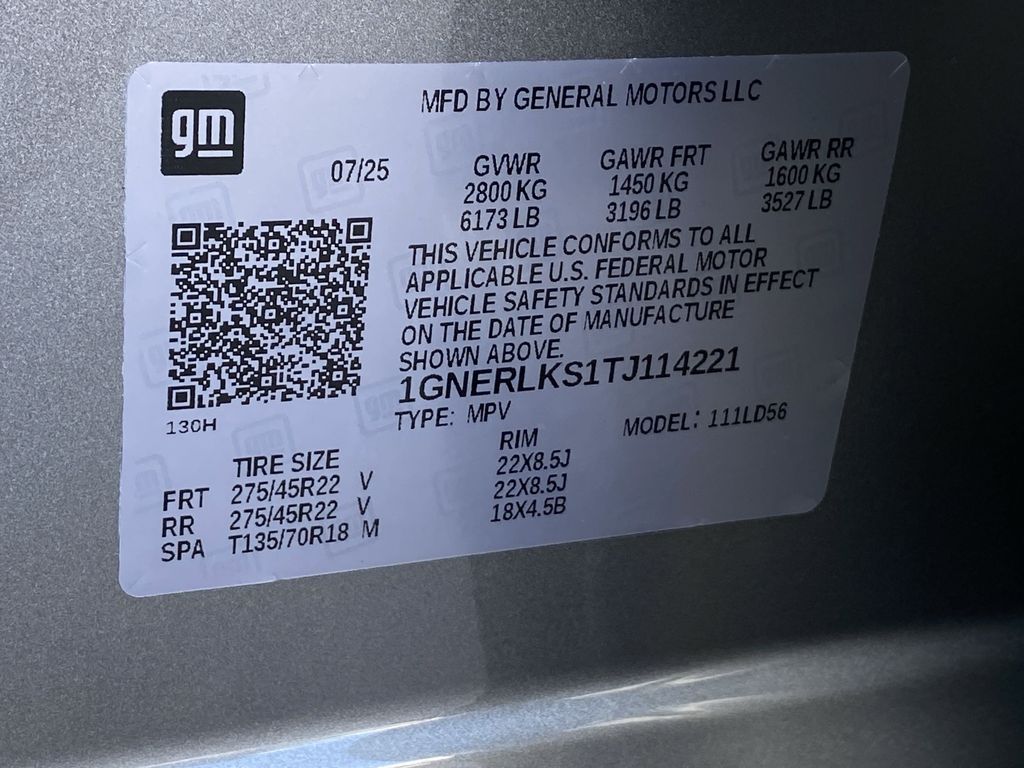 gm
MFD BY GENERAL MOTORS LLC
07/25 GVWR GAWR FRT GAWR RR
2800 KG 1450 KG 1600 KG
6173 LB 3196 LB 3527 LB
THIS VEHICLE CONFORMS TO ALL
APPLICABLE U.S. FEDERAL MOTOR
VEHICLE SAFETY STANDARDS IN EFFECT
ON THE DATE OF MANUFACTURE
SHOWN ABOVE.
1GNERLKS1TJ114221
130H
TYPE: MPV MODEL: 111LD56
TIRE SIZE RIM
FRT 275/45R22 V 22X8.5J
RR 275/45R22 V 22X8.5J
SPA T135/70R18 M 18X4.5B